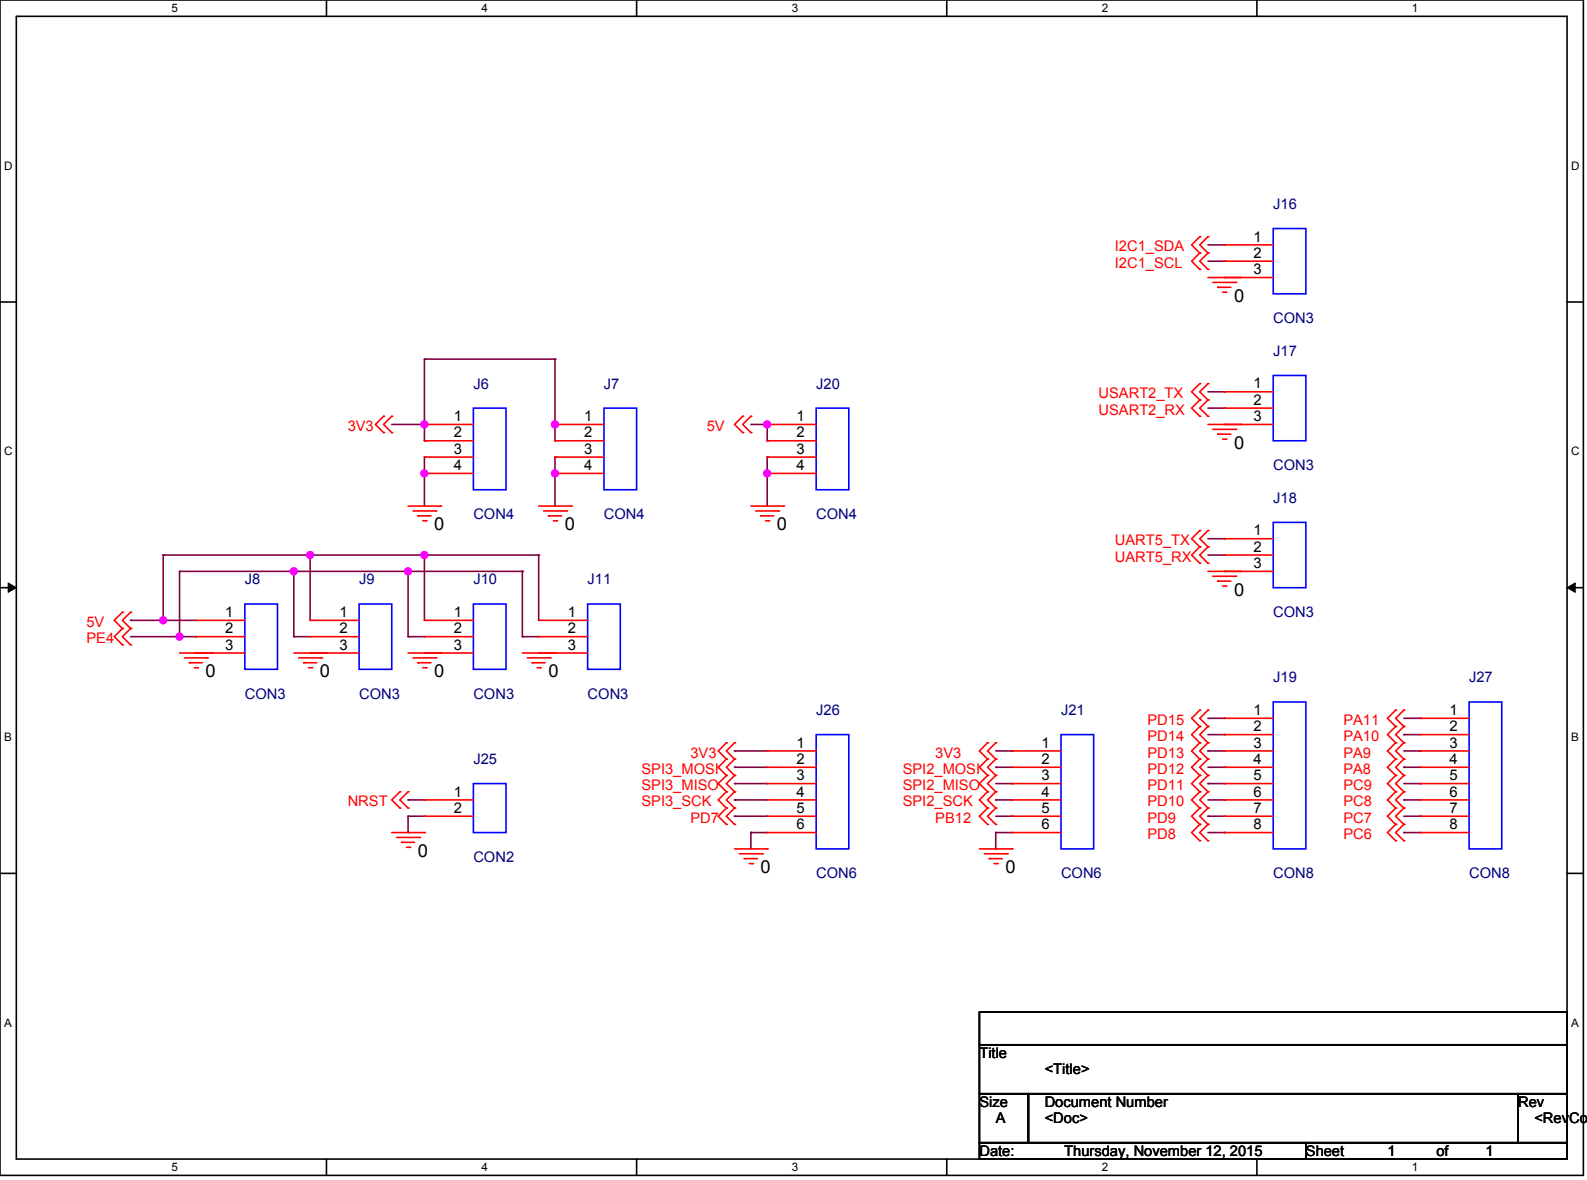 5 4 3 2 1
D D
C C
B B
A A
J16
I2C1_SDA 1
I2C1_SCL 2
3
0
CON3
J17
USART2_TX 1
USART2_RX 2
3
0
CON3
J18
UART5_TX 1
UART5_RX 2
3
0
CON3
J6
3V3 1
2
3
4
0
CON4
J7
1
2
3
4
0
CON4
J20
5V 1
2
3
4
0
CON4
J8
5V 1
PE4 2
3
0
CON3
J9
1
2
3
0
CON3
J10
1
2
3
0
CON3
J11
1
2
3
0
CON3
J25
NRST 1
2
0
CON2
J26
3V3 1
SPI3_MOSI 2
SPI3_MISO 3
SPI3_SCK 4
PD7 5
6
0
CON6
J21
3V3 1
SPI2_MOSI 2
SPI2_MISO 3
SPI2_SCK 4
PB12 5
6
0
CON6
J19
PD15 1
PD14 2
PD13 3
PD12 4
PD11 5
PD10 6
PD9 7
PD8 8
CON8
J27
PA11 1
PA10 2
PA9 3
PA8 4
PC9 5
PC8 6
PC7 7
PC6 8
CON8
Title
<Title>
Size Document Number Rev
A <Doc> <RevCo
Date: Thursday, November 12, 2015 Sheet 1 of 1
5 4 3 2 1